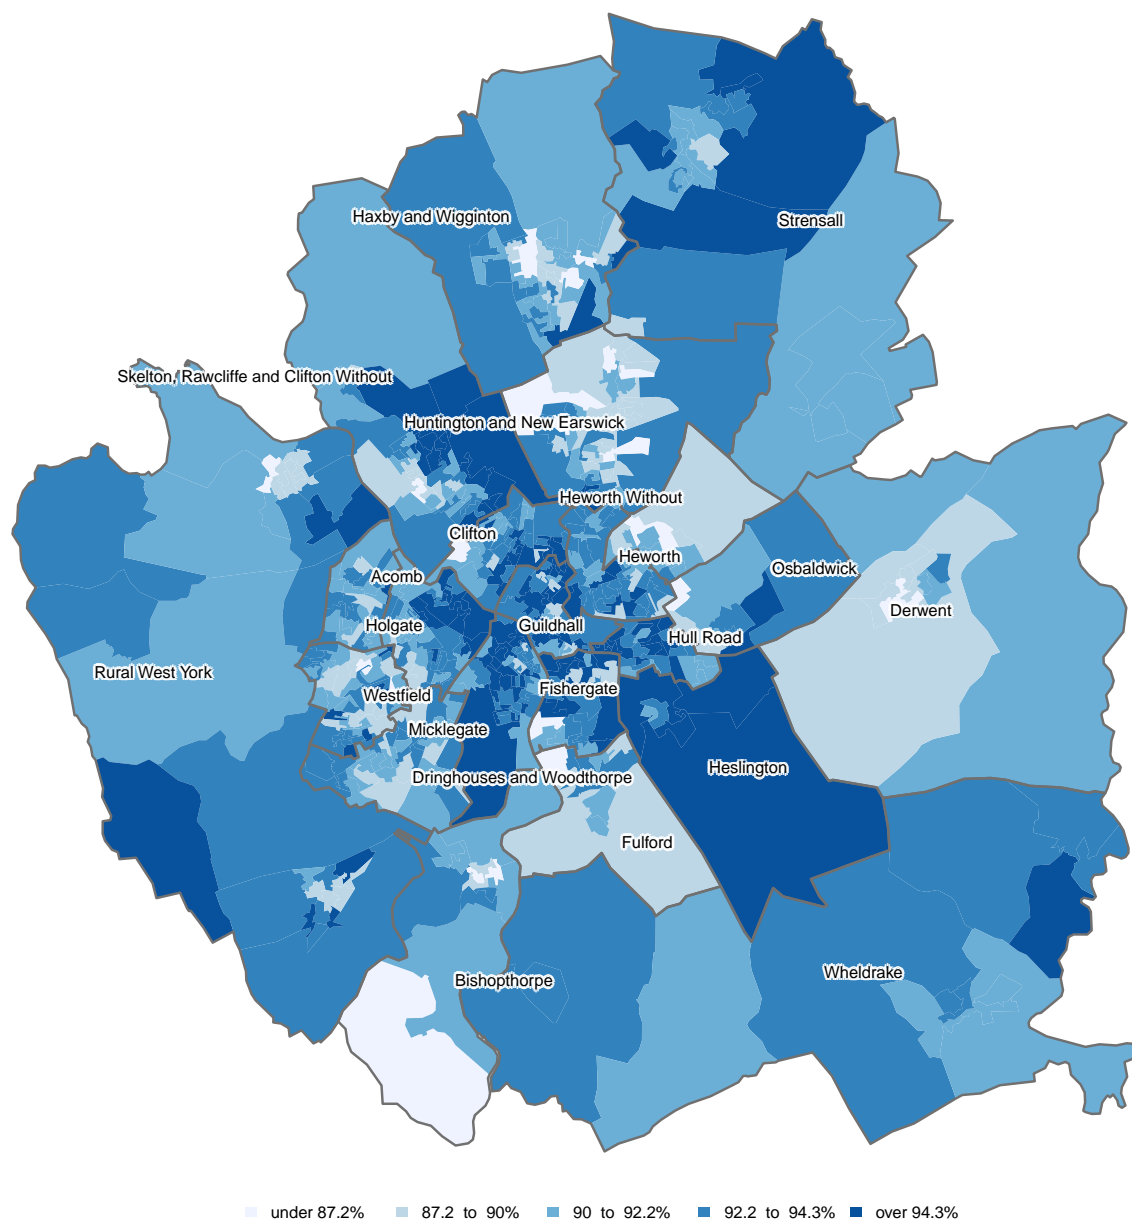 Haxby and Wigginton
Strensall
Skelton, Rawcliffe and Clifton Without
Huntington and New Earswick
Heworth Without
Clifton
Heworth
Osbaldwick
Acomb
Derwent
Holgate
Guildhall
Hull Road
Rural West York
Westfield
Fishergate
Micklegate
Heslington
Dringhouses and Woodthorpe
Fulford
Wheldrake
Bishopthorpe
under 87.2% 87.2 to 90% 90 to 92.2% 92.2 to 94.3% over 94.3%